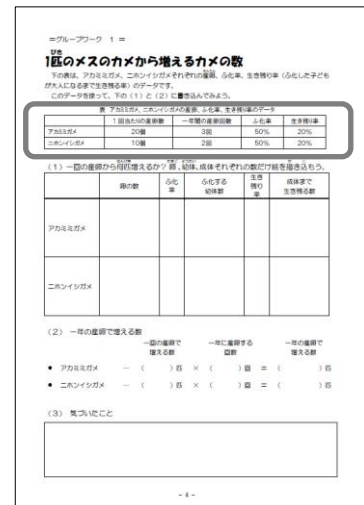 =グループワーク 1 =
びき
1匹のメスのカメから増えるカメの数
下の表は、アカミミガメ、ニホンイシガメそれぞれの産卵、ふ化率、生き残り率（ふ化した子ども
が大人になるまで生き残る率）のデータです。
このデータを使って、下の（1）と（2）に書き込んでみよう。
表 アカミミガメ、ニホンイシガメの産卵、ふ化率、生き残り率のデータ
1回当たりの産卵数 一年間の産卵回数 ふ化率 生き残り率
アカミミガメ 20個 3回 50% 20%
ニホンイシガメ 10個 2回 50% 20%
（1）一回の産卵から何匹増えるか？ 卵、幼体、成体それぞれの数だけ絵を描き込もう。
卵の数 ふ化率 ふ化する幼体数 生き残り率 成体まで生き残る数
アカミミガメ
ニホンイシガメ
（2） 一年の産卵で増える数
一回の産卵で増える数 一年に産卵する回数 一年の産卵で増える数
● アカミミガメ … （ ）匹 × （ ）回 ＝ （ ）匹
● ニホンイシガメ … （ ）匹 × （ ）回 ＝ （ ）匹
（3） 気づいたこと
- 4 -